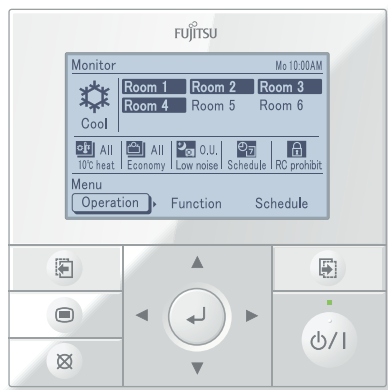 FUJITSU
Monitor Mo 10:00AM
Room 1 Room 2 Room 3
Room 4 Room 5 Room 6
Cool
All All O.U.
10℃ heat Economy Low noise Schedule RC prohibit
Menu
Operation Function Schedule